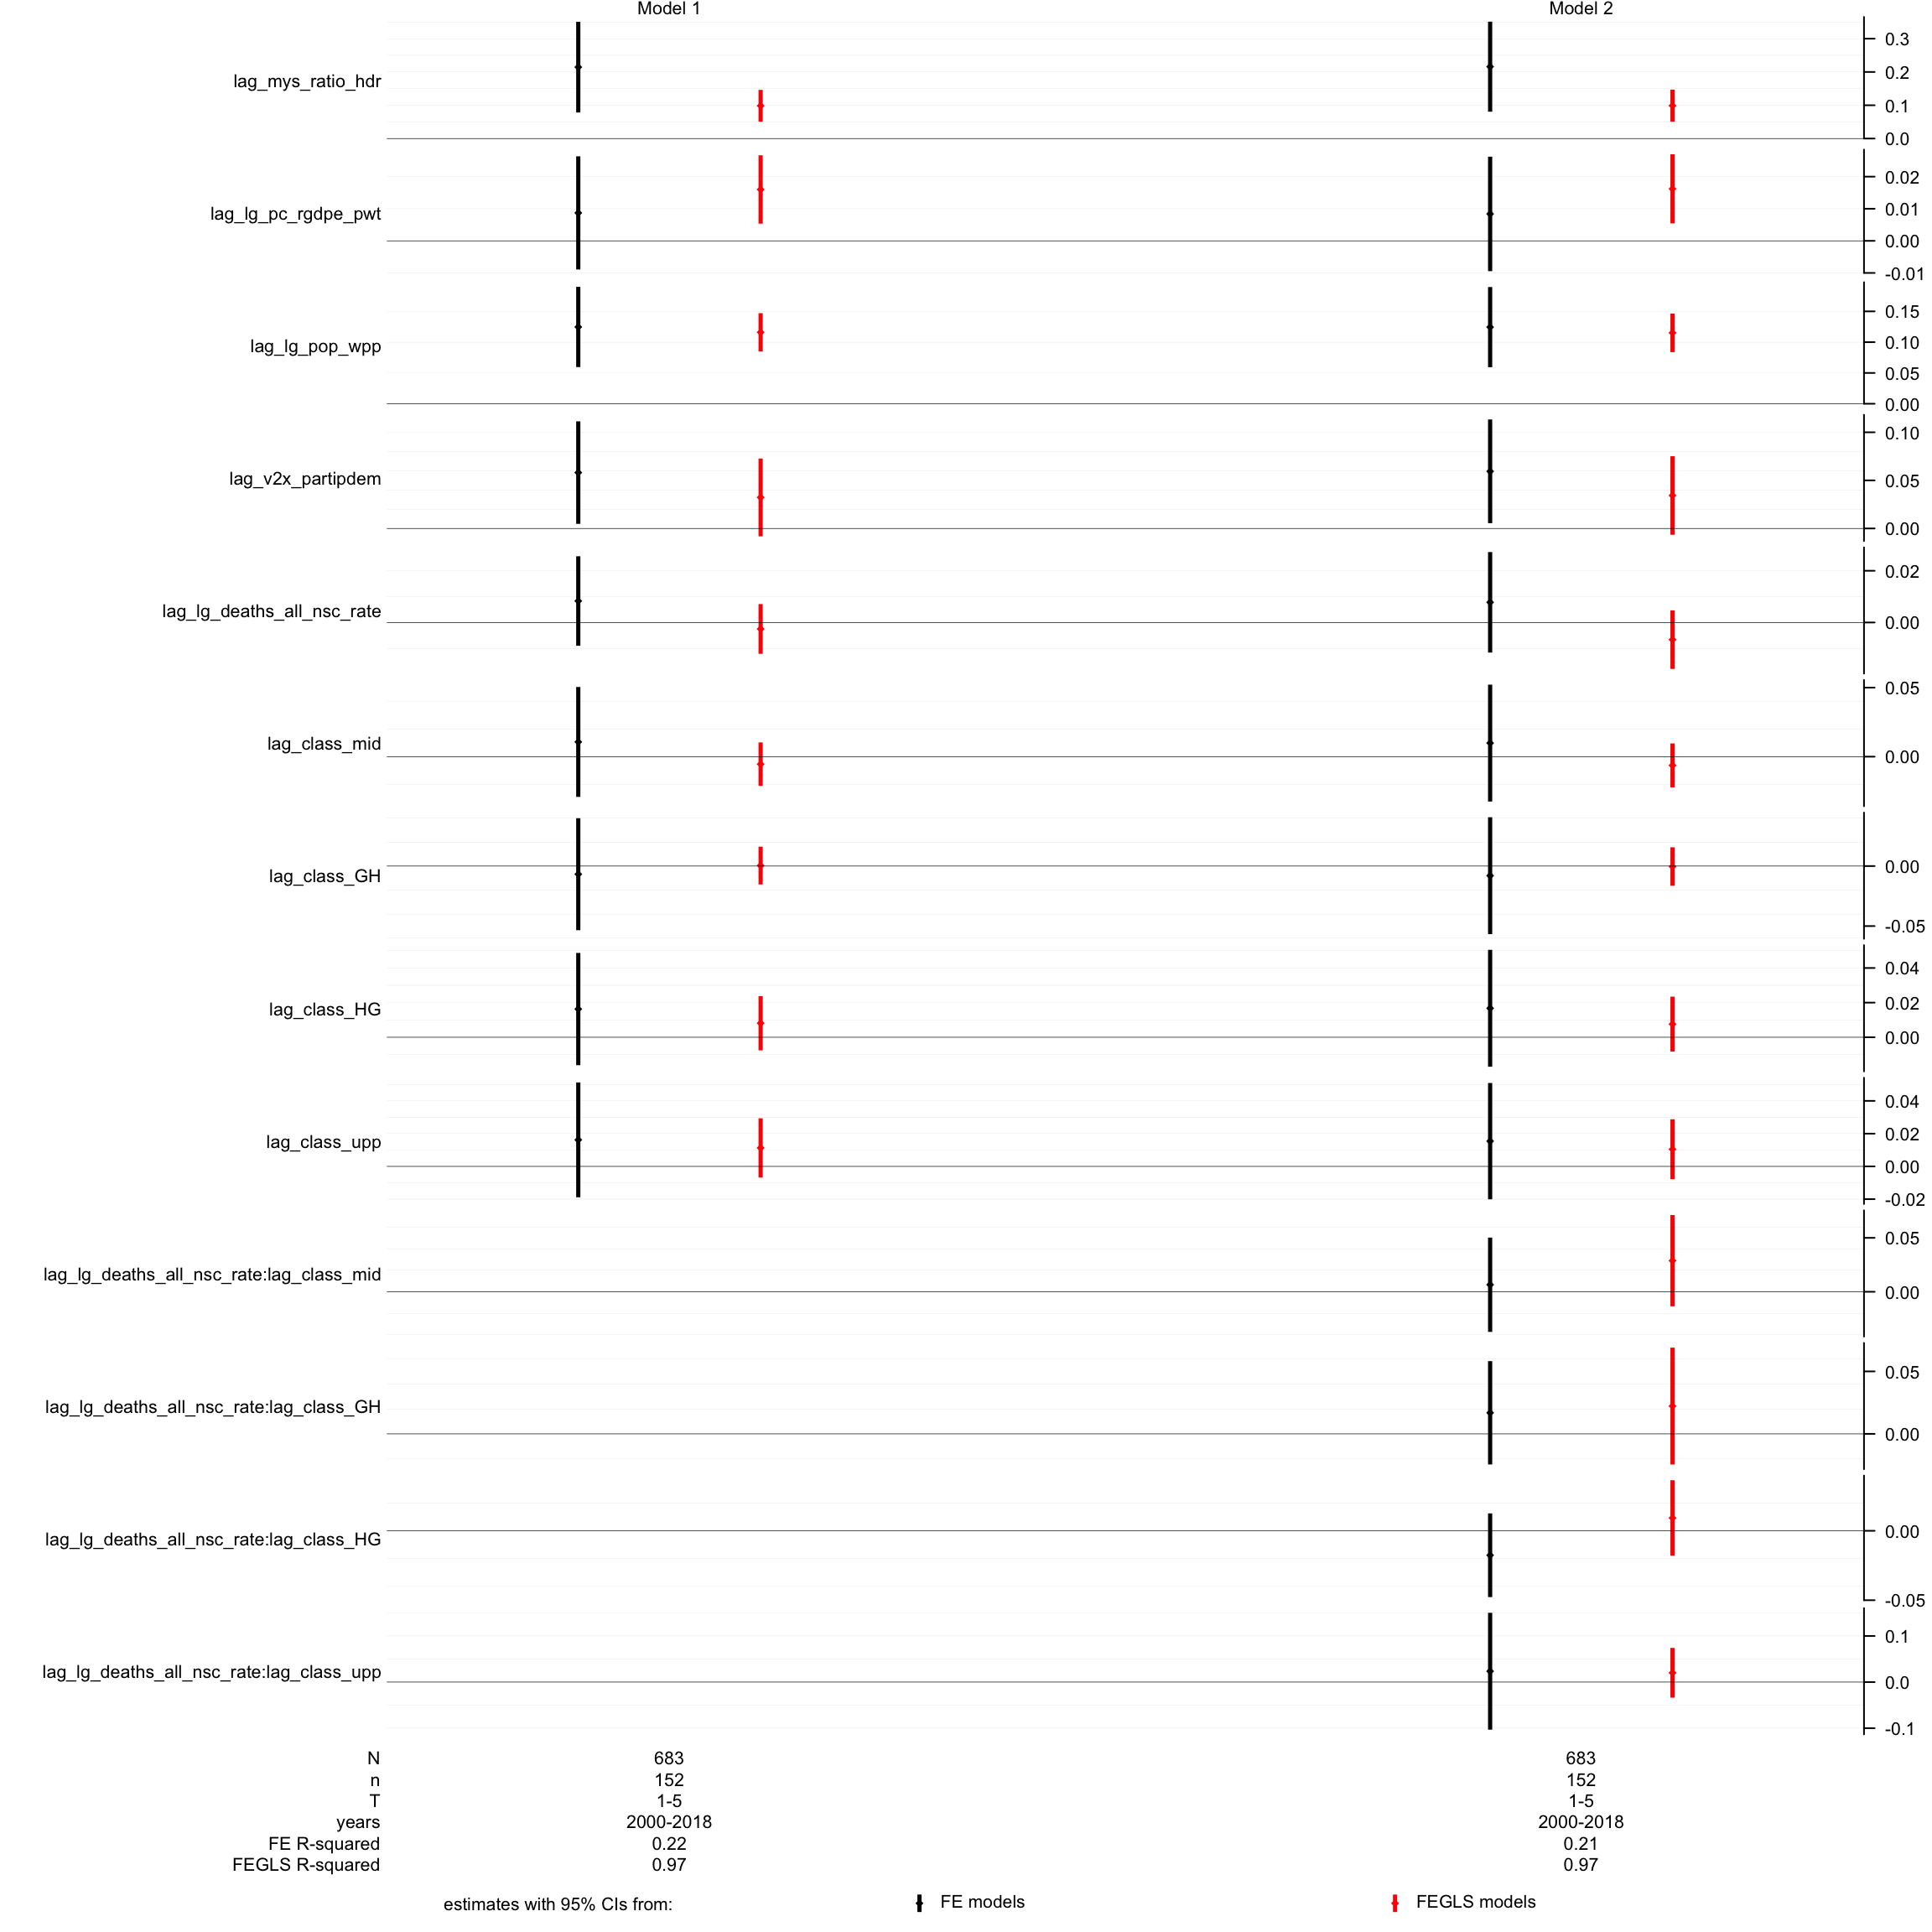 Model 1 Model 2
lag_mys_ratio_hdr
0.3
0.2
0.1
0.0
lag_lg_pc_rgdpe_pwt
0.02
0.01
0.00
-0.01
lag_lg_pop_wpp
0.15
0.10
0.05
0.00
lag_v2x_partipdem
0.10
0.05
0.00
lag_lg_deaths_all_nsc_rate
0.02
0.00
lag_class_mid
0.05
0.00
lag_class_GH
0.00
-0.05
lag_class_HG
0.04
0.02
0.00
lag_class_upp
0.04
0.02
0.00
-0.02
lag_lg_deaths_all_nsc_rate:lag_class_mid
0.05
0.00
lag_lg_deaths_all_nsc_rate:lag_class_GH
0.05
0.00
lag_lg_deaths_all_nsc_rate:lag_class_HG
0.00
-0.05
lag_lg_deaths_all_nsc_rate:lag_class_upp
0.1
0.0
-0.1
N 683 683
n 152 152
T 1-5 1-5
years 2000-2018 2000-2018
FE R-squared 0.22 0.21
FEGLS R-squared 0.97 0.97
estimates with 95% CIs from: FE models FEGLS models